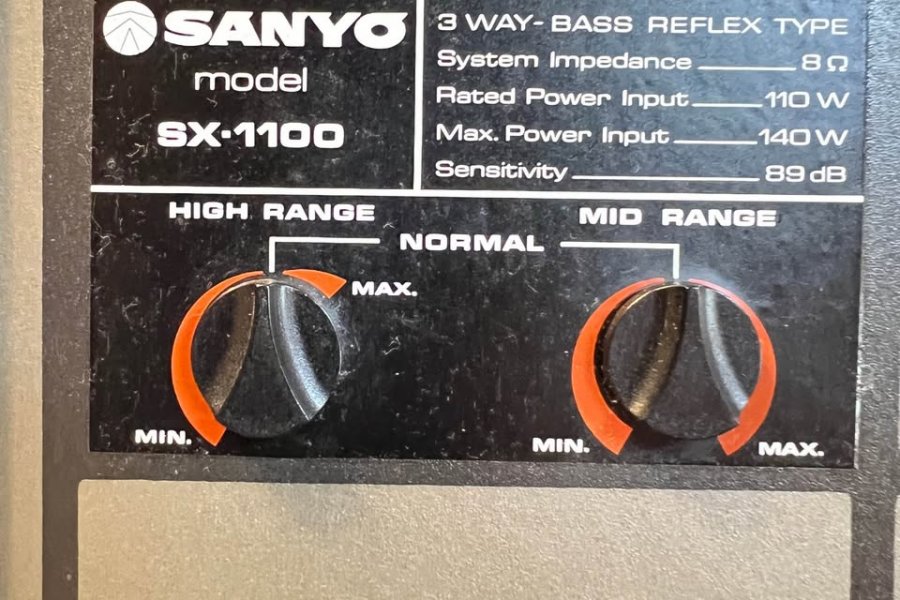 SANYO
model
SX·1100
3 WAY- BASS REFLEX TYPE
System Impedance 8Ω
Rated Power Input 110 W
Max. Power Input 140 W
Sensitivity 89 dB
HIGH RANGE
MID RANGE
NORMAL
MAX.
MIN.
MIN.
MAX.